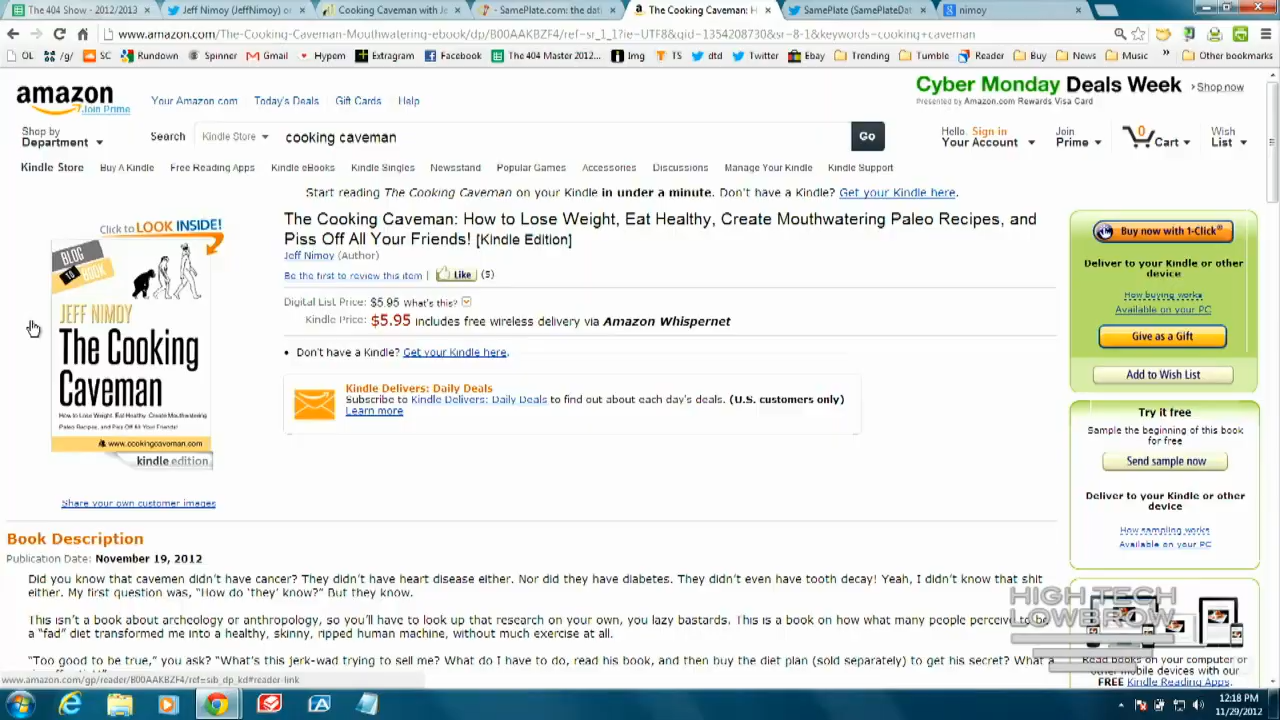 The 404 Show - 2012/2013
Jeff Nimoy (JeffNimoy) o
Cooking Caveman with Je
- SamePlate.com: the dati
The Cooking Caveman: H
SamePlate (SamePlateDat
nimoy
www.amazon.com/The-Cooking-Caveman-Mouthwatering-ebook/dp/B00AAKBZF4/ref=sr_1_1?ie=UTF8&qid=1354208730&sr=8-1&keywords=cooking+caveman
OL /g/ SC Rundown Spinner Gmail Hypem Extragram Facebook The 404 Master 2012... Img TS dtd Twitter Ebay Trending Tumble Reader Buy News Music » Other bookmarks
amazon
Join Prime
Your Amazon.com Today's Deals Gift Cards Help
Cyber Monday Deals Week › Shop now
Presented by Amazon.com Rewards Visa Card
Shop by
Department
Search Kindle Store cooking caveman Go
Hello. Sign in
Your Account
Join
Prime
0
Cart
Wish
List
Kindle Store Buy A Kindle Free Reading Apps Kindle eBooks Kindle Singles Newsstand Popular Games Accessories Discussions Manage Your Kindle Kindle Support
Start reading The Cooking Caveman on your Kindle in under a minute. Don't have a Kindle? Get your Kindle here.
Click to LOOK INSIDE!
BLOG
TO
BOOK
JEFF NIMOY
The Cooking
Caveman
How to Lose Weight, Eat Healthy, Create Mouthwatering
Paleo Recipes, and Piss Off All Your Friends!
www.cookingcaveman.com
kindle edition
Share your own customer images
The Cooking Caveman: How to Lose Weight, Eat Healthy, Create Mouthwatering Paleo Recipes, and
Piss Off All Your Friends! [Kindle Edition]
Jeff Nimoy (Author)
Be the first to review this item | Like (5)
Digital List Price: $5.95 What's this?
Kindle Price: $5.95 includes free wireless delivery via Amazon Whispernet
• Don't have a Kindle? Get your Kindle here.
Kindle Delivers: Daily Deals
Subscribe to Kindle Delivers: Daily Deals to find out about each day's deals. (U.S. customers only)
Learn more
Buy now with 1-Click®
Deliver to your Kindle or other
device
How buying works
Available on your PC
Give as a Gift
Add to Wish List
Try it free
Sample the beginning of this book
for free
Send sample now
Deliver to your Kindle or other
device
How sampling works
Available on your PC
Read books on your computer or
other mobile devices with our
FREE Kindle Reading Apps.
Book Description
Publication Date: November 19, 2012
Did you know that cavemen didn't have cancer? They didn't have heart disease either. Nor did they have diabetes. They didn't even have tooth decay! Yeah, I didn't know that shit
either. My first question was, "How do 'they' know?" But they know.
This isn't a book about archeology or anthropology, so you'll have to look up that research on your own, you lazy bastards. This is a book on how what many people perceive to be
a "fad" diet transformed me into a healthy, skinny, ripped human machine, without much exercise at all.
"Too good to be true," you ask? "What's this jerk-wad trying to sell me? What do I have to do, read his book, and then buy the diet plan (sold separately) to get his secret? What a
www.amazon.com/gp/reader/B00AAKBZF4/ref=sib_dp_kd#reader-link
HIGH TECH
LOWBROW
12:18 PM
11/29/2012